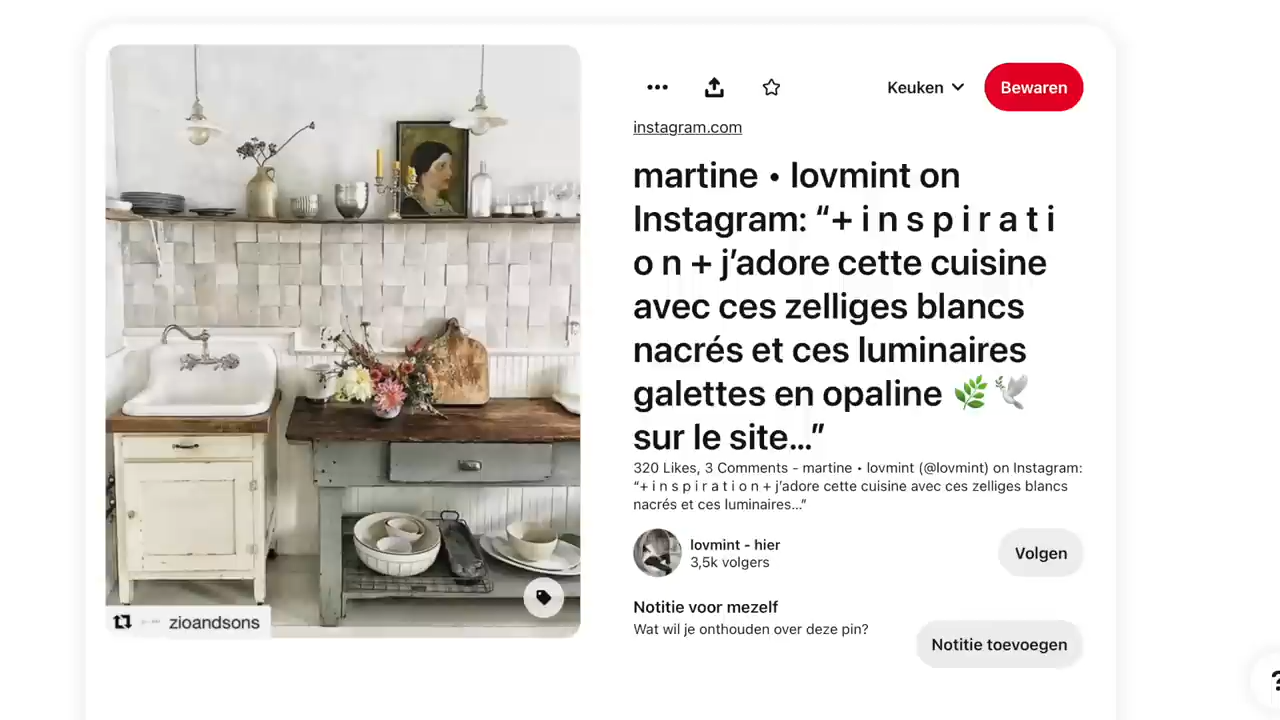 Keuken
Bewaren
instagram.com
martine • lovmint on
Instagram: “+ i n s p i r a t i
o n + j’adore cette cuisine
avec ces zelliges blancs
nacrés et ces luminaires
galettes en opaline 🌿🕊
sur le site...”
320 Likes, 3 Comments - martine • lovmint (@lovmint) on Instagram:
“+ i n s p i r a t i o n + j’adore cette cuisine avec ces zelliges blancs
nacrés et ces luminaires...”
lovmint - hier
3,5k volgers
Volgen
Notitie voor mezelf
Wat wil je onthouden over deze pin?
Notitie toevoegen
zioandsons
?